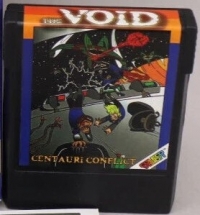 THE VOID
CENTAURI CONFLICT